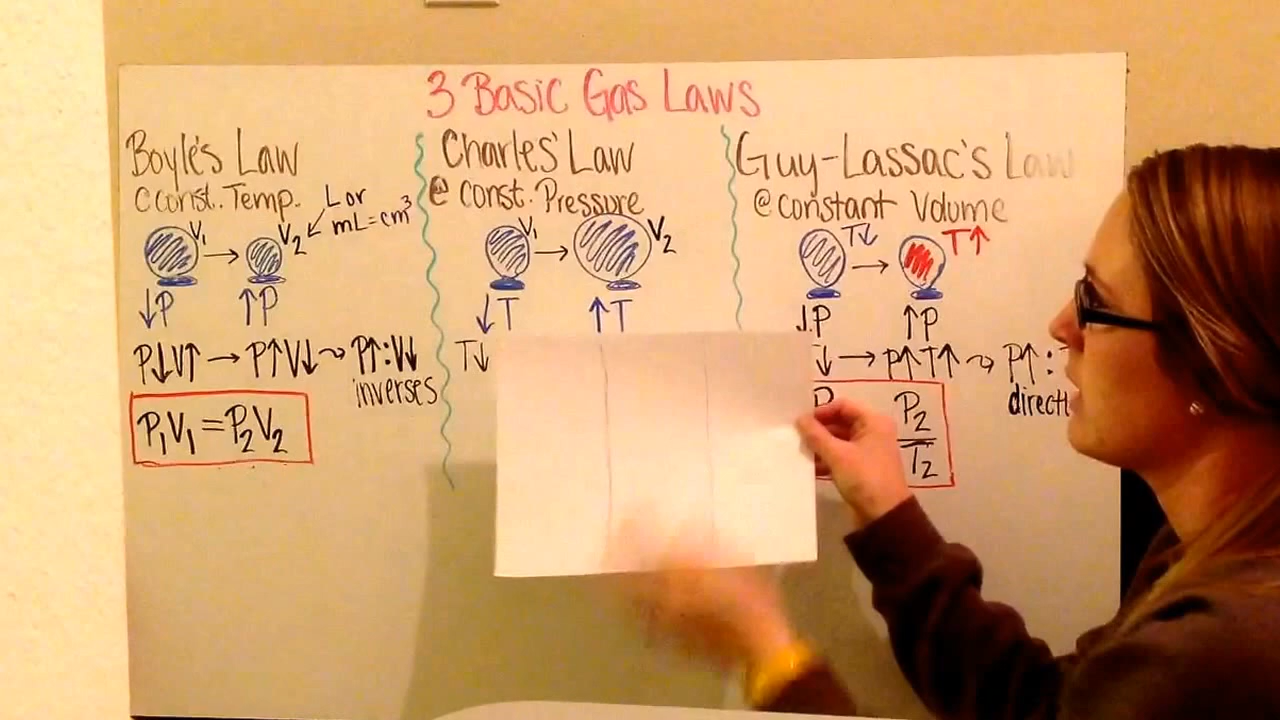 3 Basic Gas Laws
Boyle's Law
@ const. Temp.
L or
mL = cm³
V₁ → V₂
↓P ↑P
P↓V↑ → P↑V↓ ⤳ P↑:V↓
inverses
P₁V₁ = P₂V₂
Charles' Law
@ const. Pressure
V₁ → V₂
↓T ↑T
T↓
Guy-Lassac's Law
@ constant Volume
T↓ → T↑
↓P ↑P
↓ → P↑T↑ ⤳ P↑:
P₂
T₂